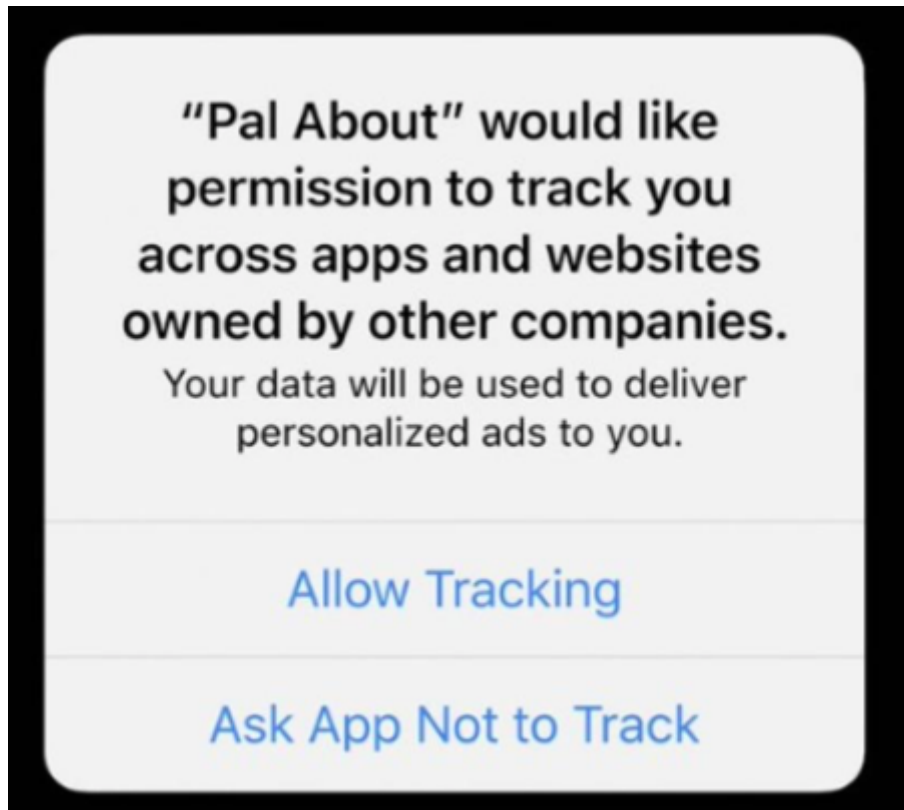 “Pal About” would like
permission to track you
across apps and websites
owned by other companies.
Your data will be used to deliver
personalized ads to you.
Allow Tracking
Ask App Not to Track